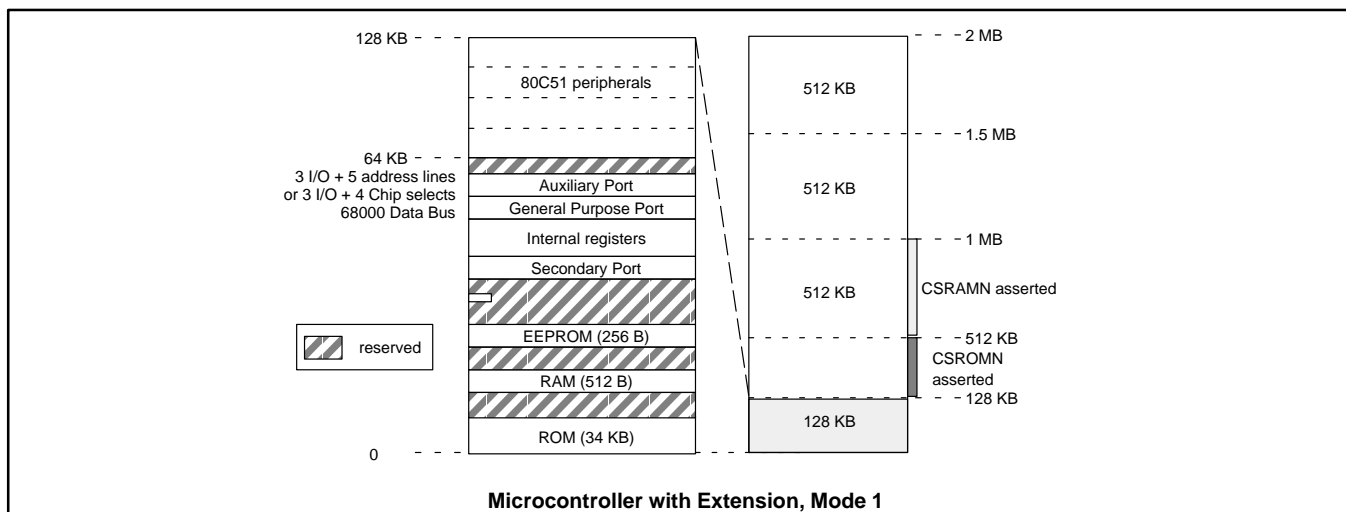 128 KB
80C51 peripherals
64 KB
3 I/O + 5 address lines
or 3 I/O + 4 Chip selects
68000 Data Bus
Auxiliary Port
General Purpose Port
Internal registers
Secondary Port
EEPROM (256 B)
RAM (512 B)
ROM (34 KB)
0
reserved
2 MB
512 KB
1.5 MB
512 KB
1 MB
512 KB
CSRAMN asserted
512 KB
CSROMN
asserted
128 KB
128 KB
Microcontroller with Extension, Mode 1